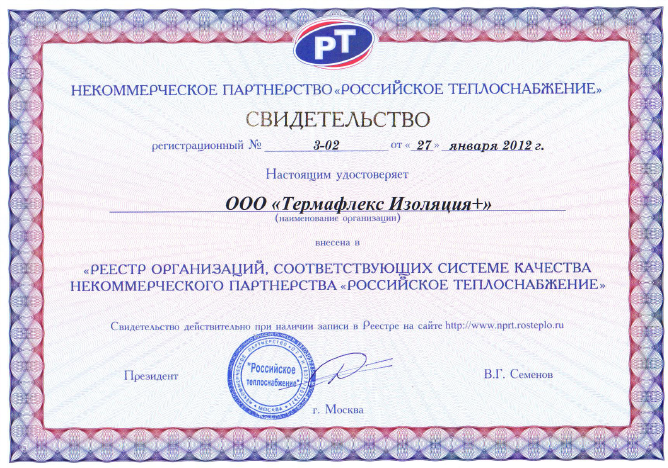 РТ
НЕКОММЕРЧЕСКОЕ ПАРТНЕРСТВО «РОССИЙСКОЕ ТЕПЛОСНАБЖЕНИЕ»
СВИДЕТЕЛЬСТВО
регистрационный № 3-02 от «27» января 2012 г.
Настоящим удостоверяет
ООО «Термафлекс Изоляция+»
(наименование организации)
внесена в
«РЕЕСТР ОРГАНИЗАЦИЙ, СООТВЕТСТВУЮЩИХ СИСТЕМЕ КАЧЕСТВА
НЕКОММЕРЧЕСКОГО ПАРТНЕРСТВА «РОССИЙСКОЕ ТЕПЛОСНАБЖЕНИЕ»
Свидетельство действительно при наличии записи в Реестре на сайте http://www.nprt.rosteplo.ru
Президент
"Российское
теплоснабжение"
МОСКВА
В.Г. Семенов
г. Москва